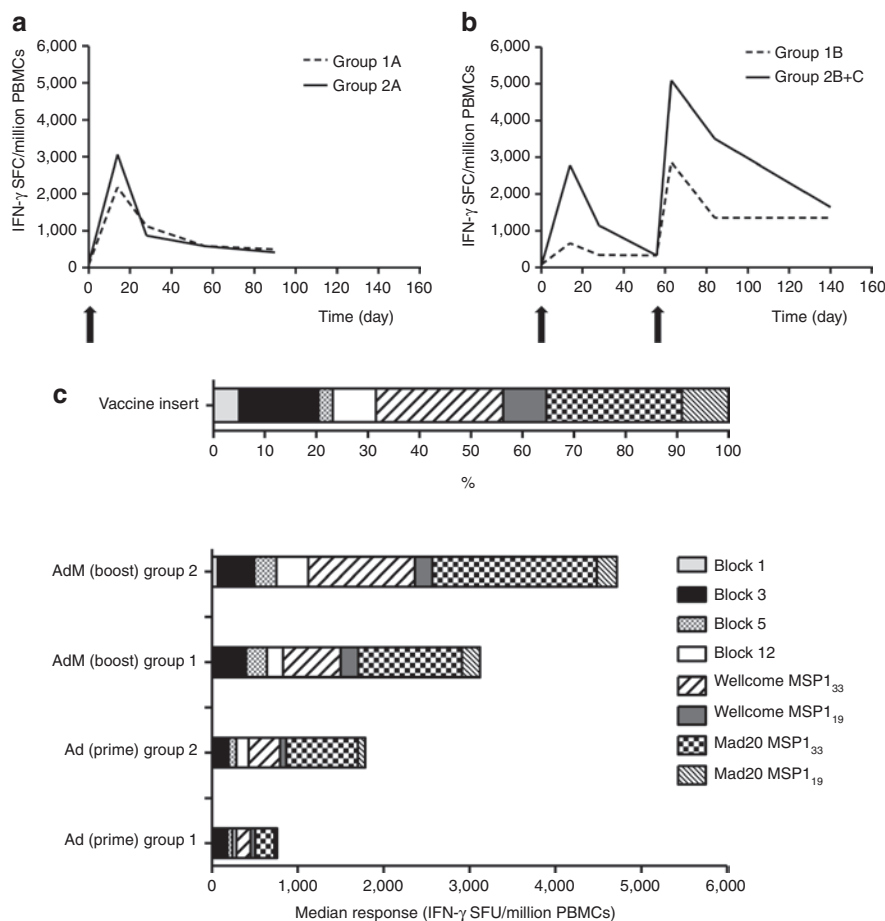 a
6,000
5,000
4,000
3,000
2,000
1,000
0
IFN-γ SFC/million PBMCs
Group 1A
Group 2A
0 20 40 60 80 100 120 140 160
Time (day)
b
6,000
5,000
4,000
3,000
2,000
1,000
0
IFN-γ SFC/million PBMCs
Group 1B
Group 2B+C
0 20 40 60 80 100 120 140 160
Time (day)
c
Vaccine insert
0 10 20 30 40 50 60 70 80 90 100
%
AdM (boost) group 2
AdM (boost) group 1
Ad (prime) group 2
Ad (prime) group 1
Block 1
Block 3
Block 5
Block 12
Wellcome MSP1₃₃
Wellcome MSP1₁₉
Mad20 MSP1₃₃
Mad20 MSP1₁₉
0 1,000 2,000 3,000 4,000 5,000 6,000
Median response (IFN-γ SFU/million PBMCs)